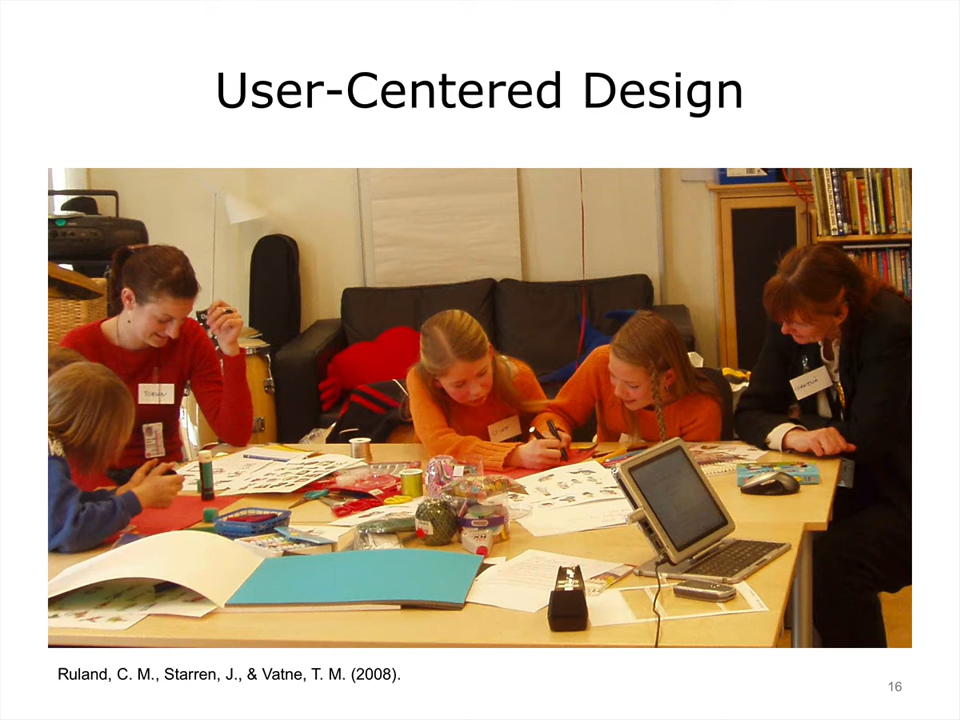 User-Centered Design
Ruland, C. M., Starren, J., & Vatne, T. M. (2008).
16